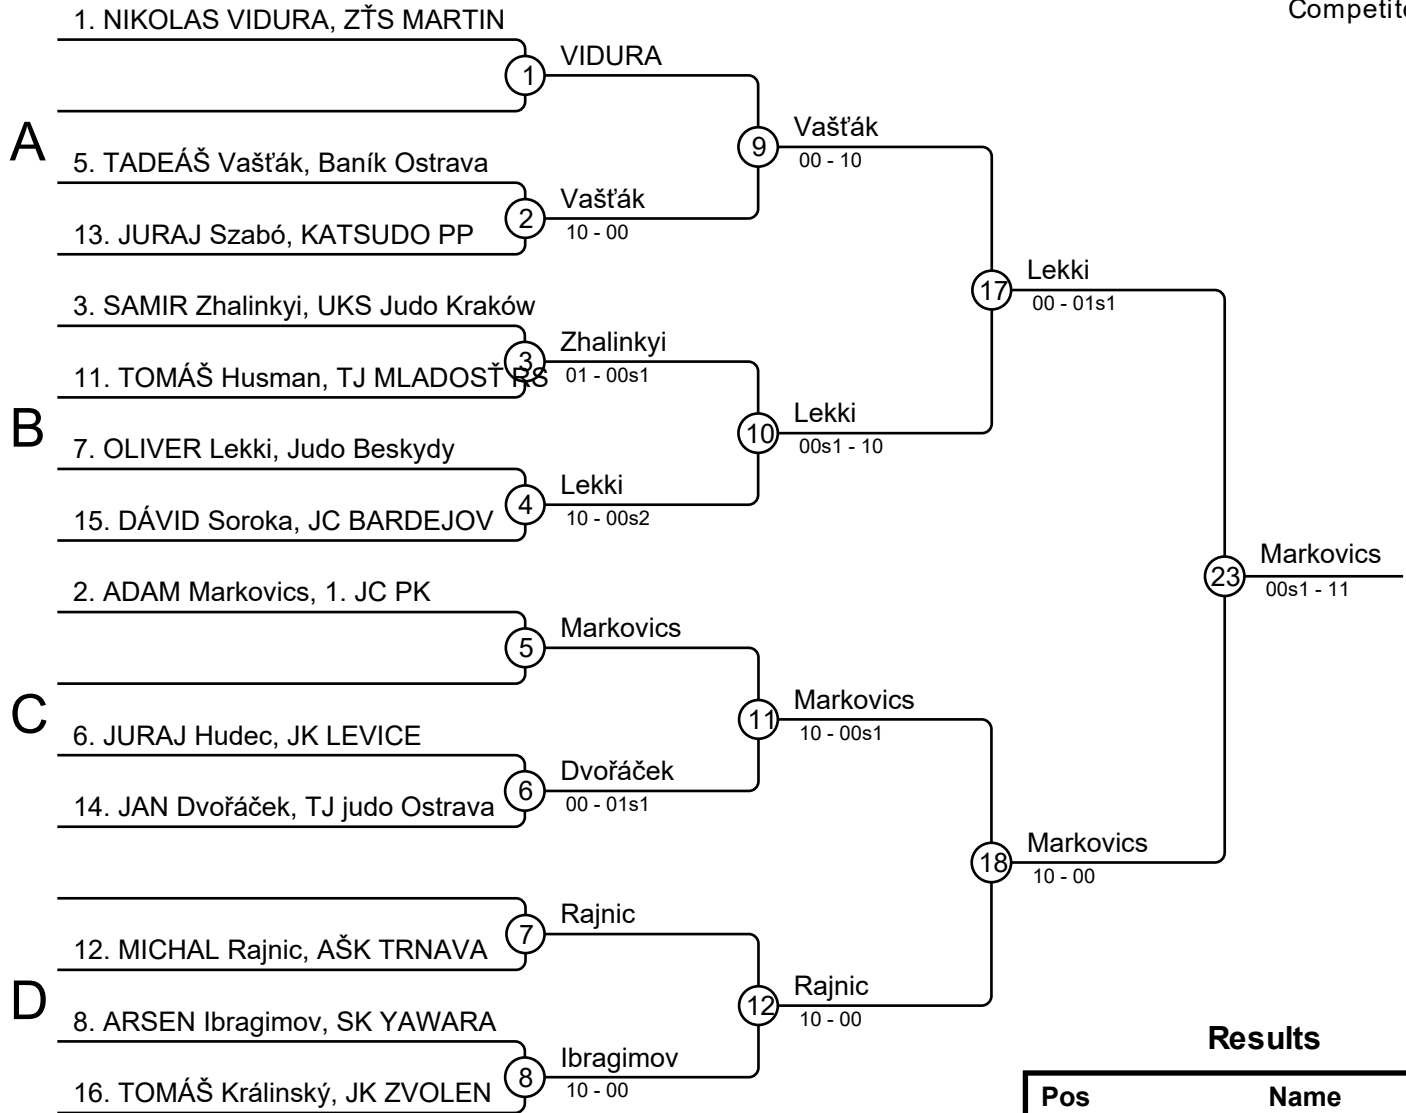 Competit
1. NIKOLAS VIDURA, ZŤS MARTIN
1
VIDURA
A
9
Vašťák
00 - 10
5. TADEÁŠ Vašťák, Baník Ostrava
2
Vašťák
10 - 00
13. JURAJ Szabó, KATSUDO PP
17
Lekki
00 - 01s1
3. SAMIR Zhalinkyi, UKS Judo Kraków
3
Zhalinkyi
01 - 00s1
11. TOMÁŠ Husman, TJ MLADOSŤ RS
B
10
Lekki
00s1 - 10
7. OLIVER Lekki, Judo Beskydy
4
Lekki
10 - 00s2
15. DÁVID Soroka, JC BARDEJOV
23
Markovics
00s1 - 11
2. ADAM Markovics, 1. JC PK
5
Markovics
C
11
Markovics
10 - 00s1
6. JURAJ Hudec, JK LEVICE
6
Dvořáček
00 - 01s1
14. JAN Dvořáček, TJ judo Ostrava
18
Markovics
10 - 00
7
Rajnic
12. MICHAL Rajnic, AŠK TRNAVA
D
12
Rajnic
10 - 00
8. ARSEN Ibragimov, SK YAWARA
8
Ibragimov
10 - 00
16. TOMÁŠ Králinský, JK ZVOLEN
Results
Pos Name